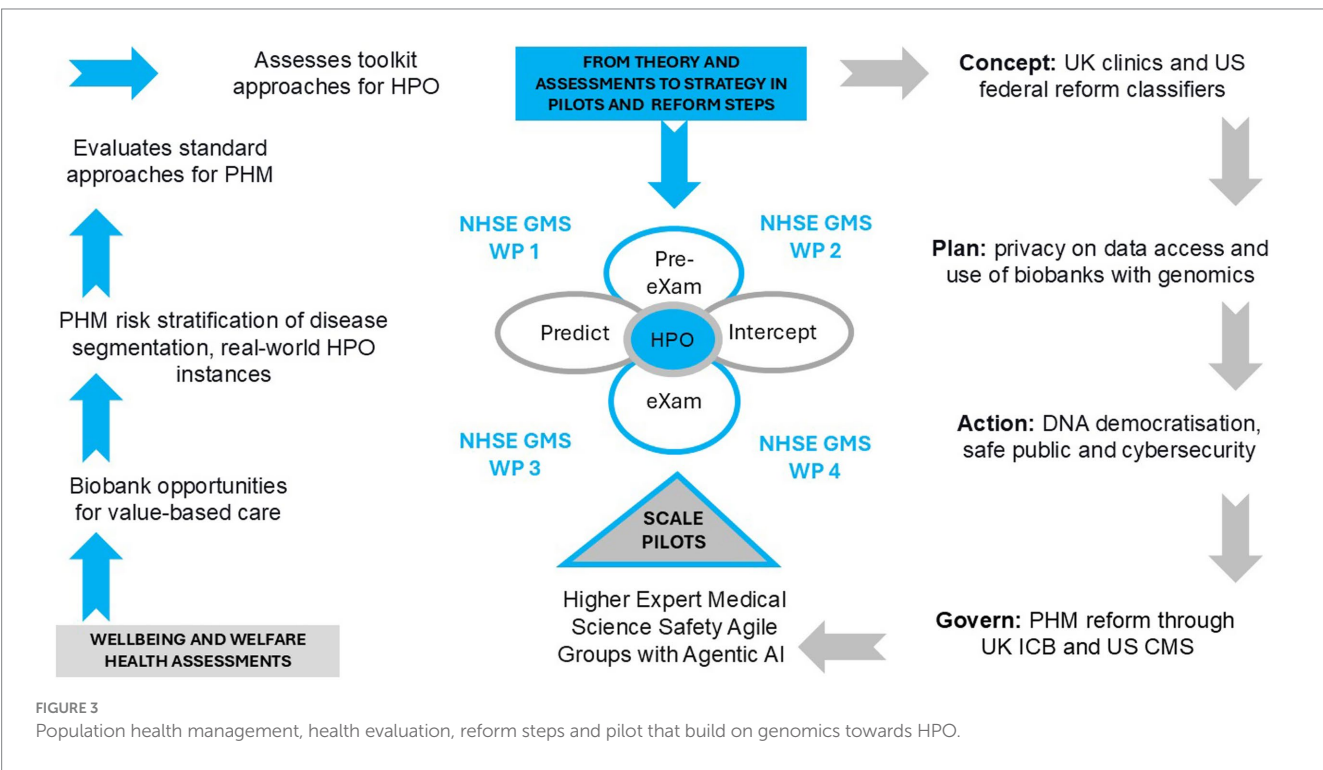 Assesses toolkit
approaches for HPO
Evaluates standard
approaches for PHM
PHM risk stratification of disease
segmentation, real-world HPO
instances
Biobank opportunities
for value-based care
WELLBEING AND WELFARE
HEALTH ASSESSMENTS
FROM THEORY AND
ASSESSMENTS TO STRATEGY IN
PILOTS AND REFORM STEPS
NHSE GMS
WP 1
NHSE GMS
WP 2
Pre-
eXam
Predict
HPO
Intercept
eXam
NHSE GMS
WP 3
NHSE GMS
WP 4
SCALE
PILOTS
Higher Expert Medical
Science Safety Agile
Groups with Agentic AI
Concept: UK clinics and US
federal reform classifiers
Plan: privacy on data access and
use of biobanks with genomics
Action: DNA democratisation,
safe public and cybersecurity
Govern: PHM reform through
UK ICB and US CMS
FIGURE 3
Population health management, health evaluation, reform steps and pilot that build on genomics towards HPO.